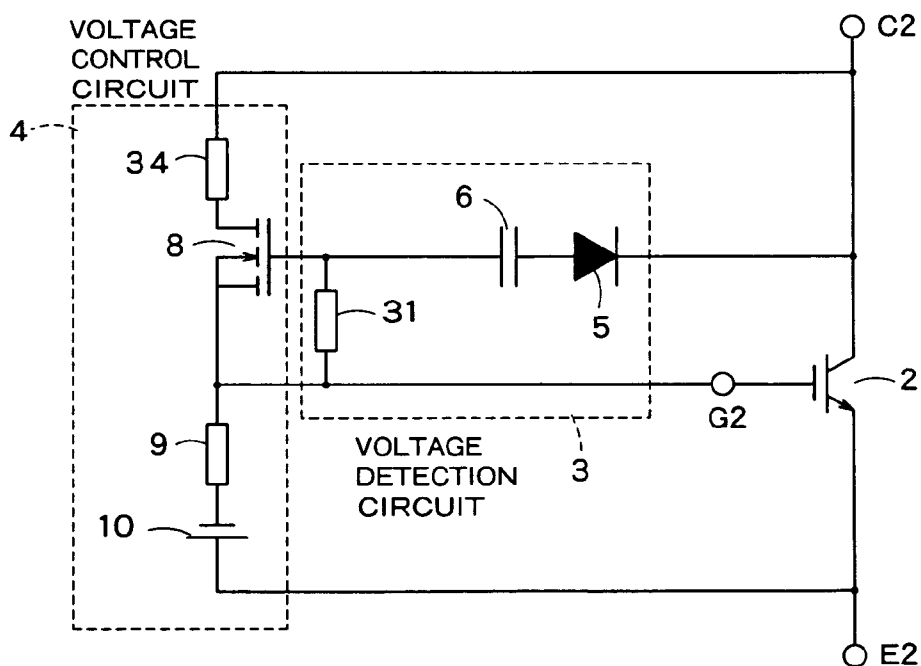 VOLTAGE
CONTROL
CIRCUIT
C2
4
34
8
6
5
31
2
G2
9
VOLTAGE
DETECTION
CIRCUIT
3
10
E2